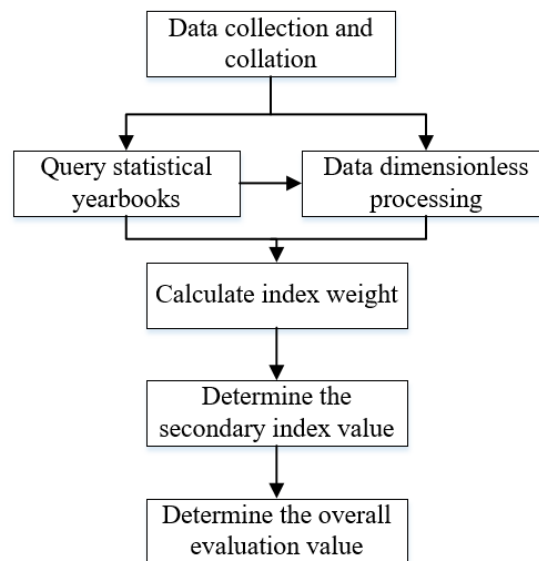 Data collection and
collation
Query statistical
yearbooks
Data dimensionless
processing
Calculate index weight
Determine the
secondary index value
Determine the overall
evaluation value